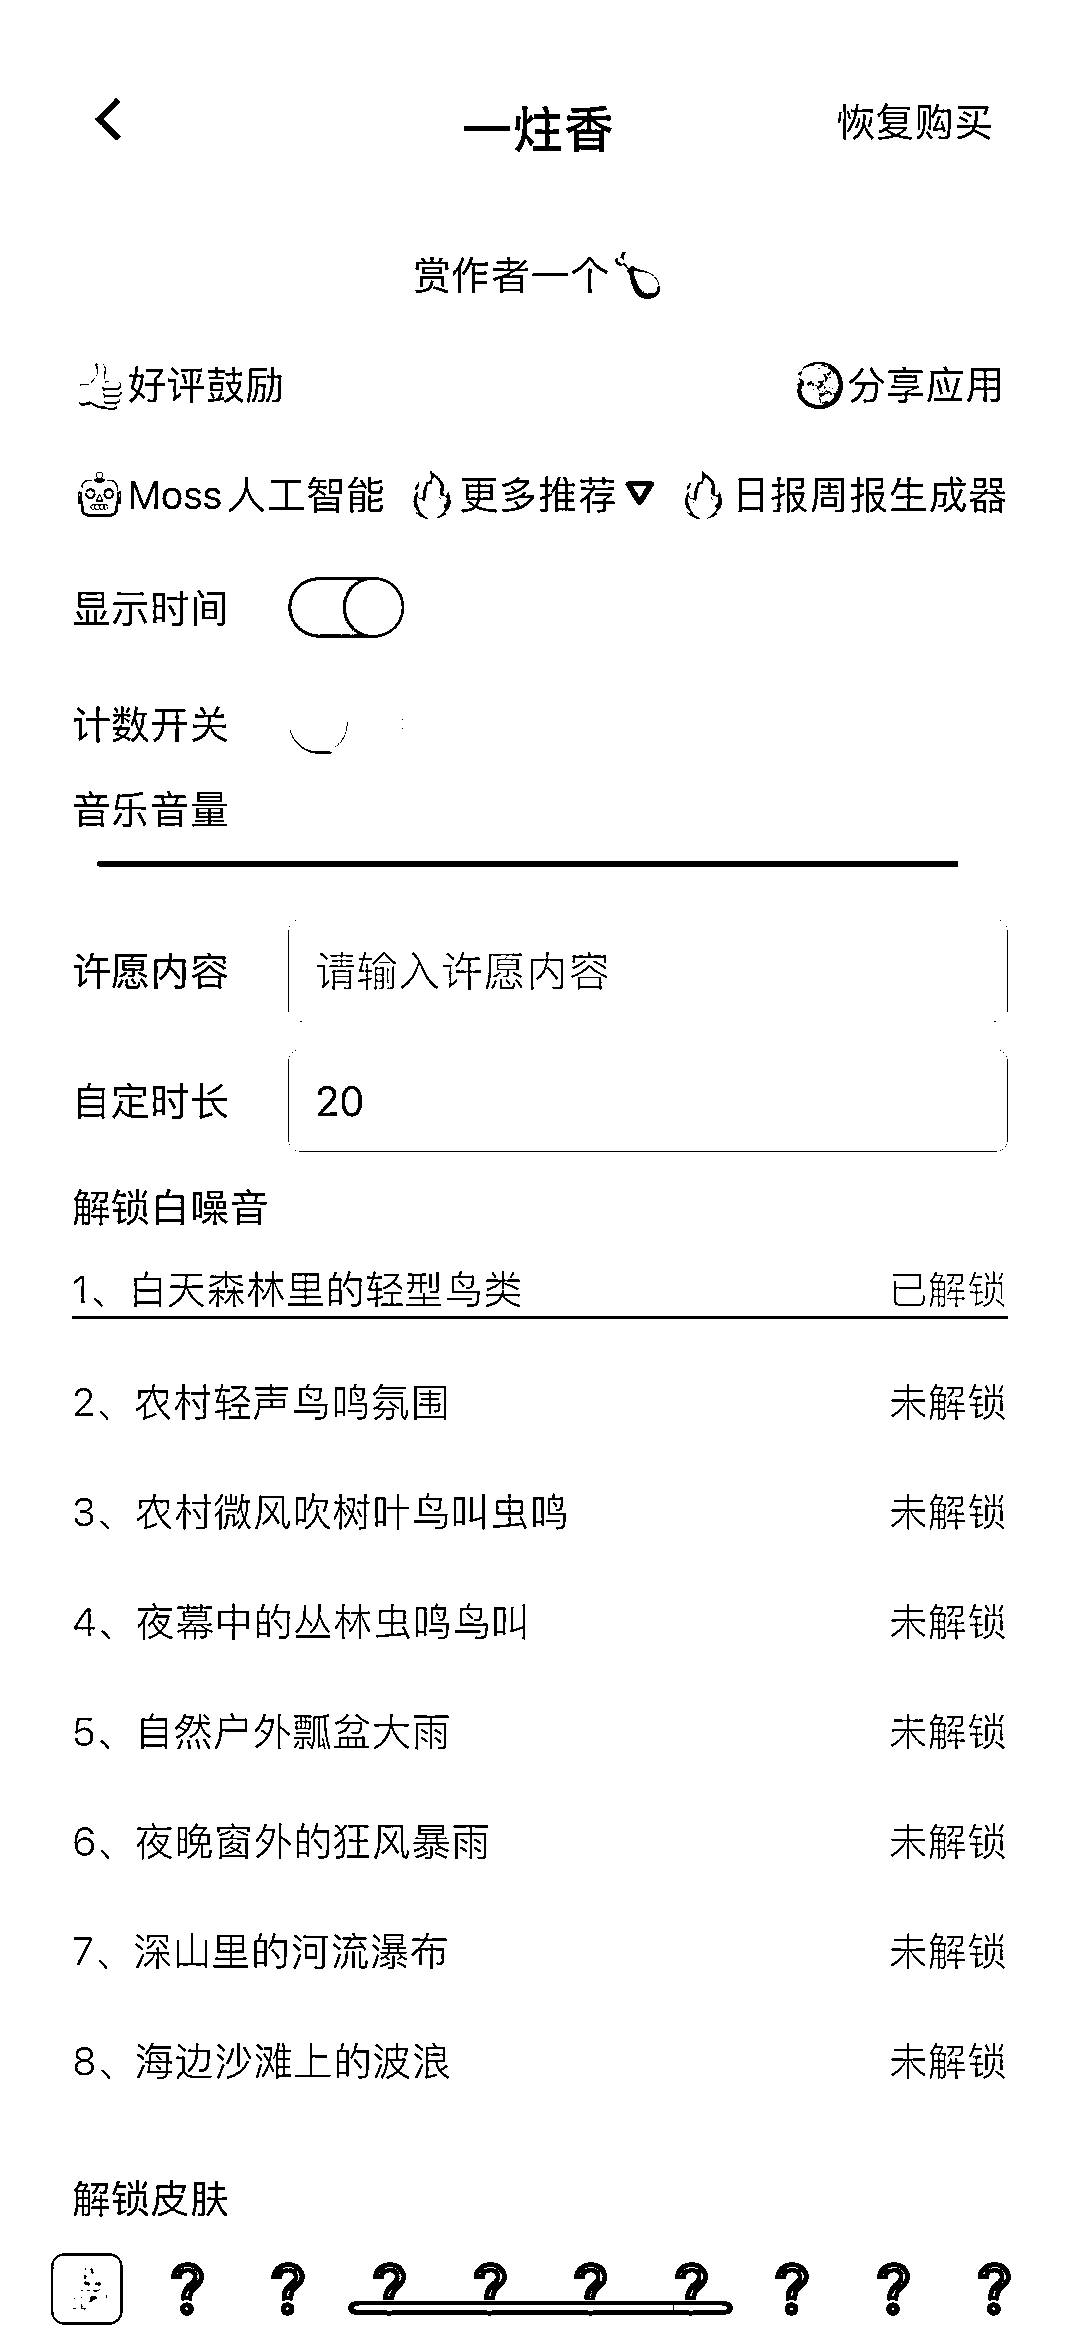 一炷香 恢复购买
赏作者一个🍗
👍好评鼓励 🌏分享应用
🤖Moss人工智能 🔥更多推荐▽ 🔥日报周报生成器
显示时间
计数开关
音乐音量
许愿内容 请输入许愿内容
自定时长 20
解锁白噪音
1、白天森林里的轻型鸟类 已解锁
2、农村轻声鸟鸣氛围 未解锁
3、农村微风吹树叶鸟叫虫鸣 未解锁
4、夜幕中的丛林虫鸣鸟叫 未解锁
5、自然户外瓢盆大雨 未解锁
6、夜晚窗外的狂风暴雨 未解锁
7、深山里的河流瀑布 未解锁
8、海边沙滩上的波浪 未解锁
解锁皮肤
? ? ? ? ? ? ? ? ?